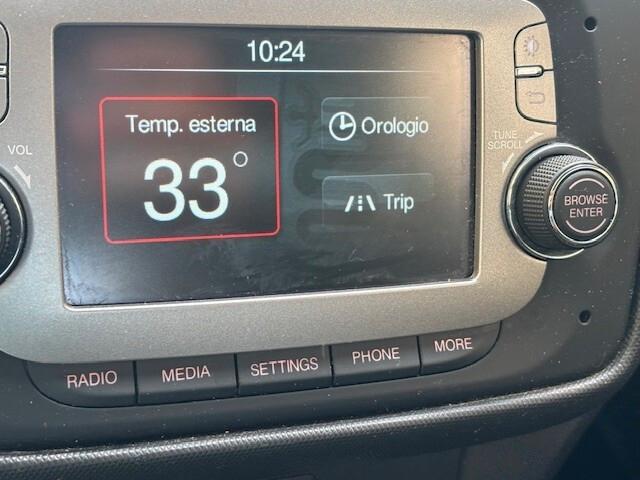 10:24
Temp. esterna
33°
Orologio
Trip
VOL
TUNE
SCROLL
BROWSE
ENTER
RADIO
MEDIA
SETTINGS
PHONE
MORE